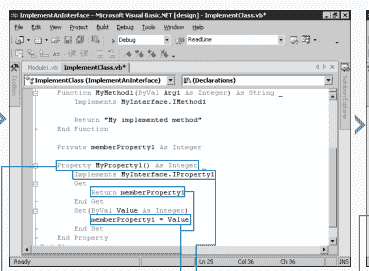 ImplementAnInterface - Microsoft Visual Basic.NET [design] - ImplementClass.vb*
File Edit View Project Build Debug Tools Window Help
Debug ReadLine
Module1.vb ImplementClass.vb*
ImplementClass (ImplementAnInterface) (Declarations)
Function MyMethod1(ByVal Arg1 As Integer) As String _
Implements MyInterface.IMethod1
Return "My implemented method"
End Function
Private memberProperty1 As Integer
Property MyProperty1() As Integer _
Implements MyInterface.IProperty1
Get
Return memberProperty1
End Get
Set(ByVal Value As Integer)
memberProperty1 = Value
End Set
End Property
Ready Ln 25 Col 36 Ch 36 INS
Solution Explorer